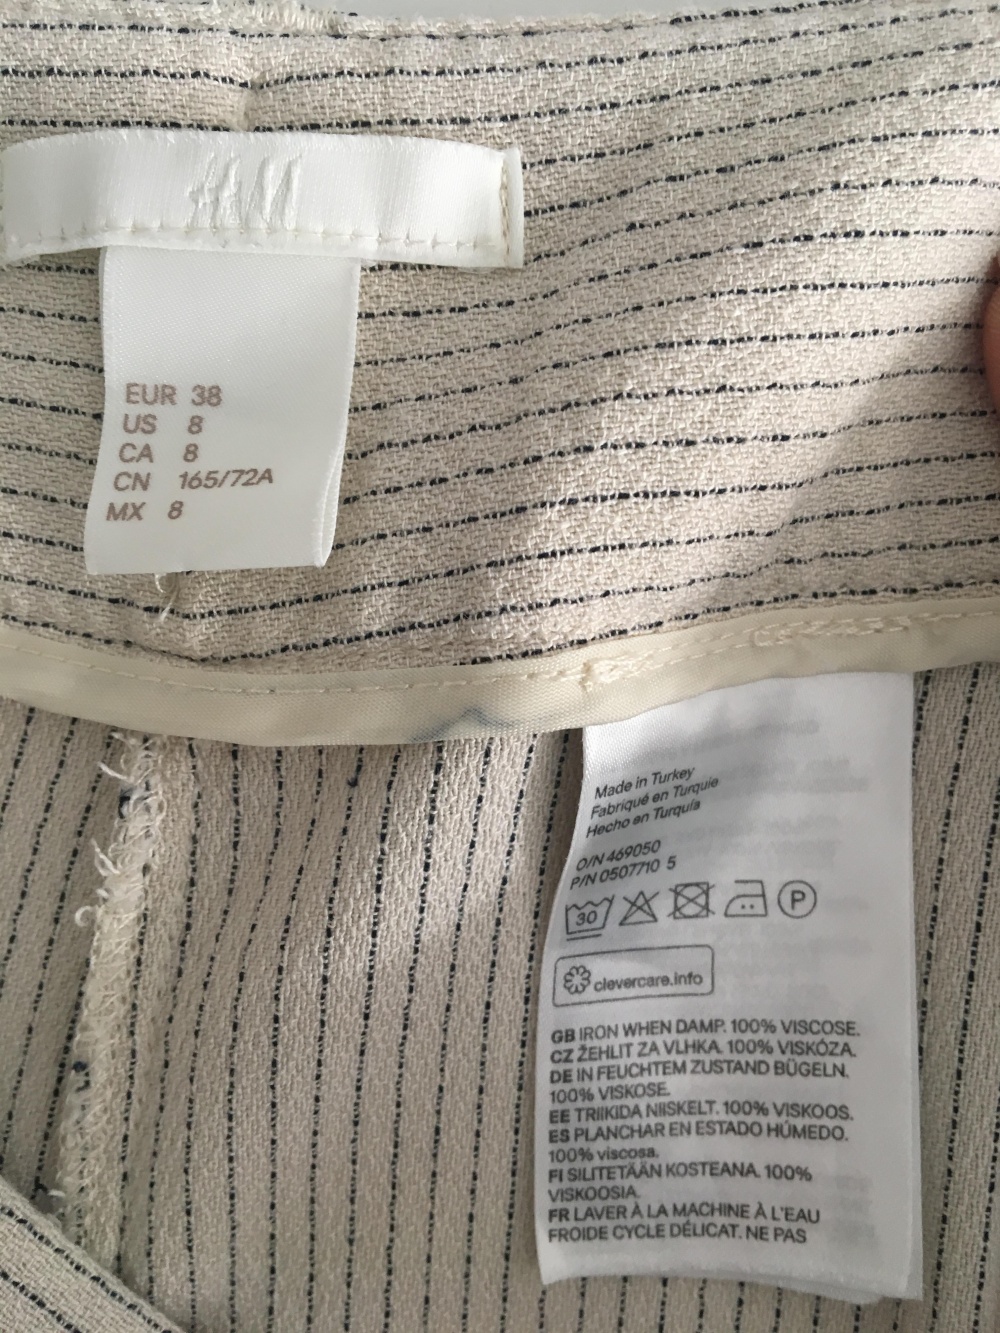 H&M
EUR 38
US 8
CA 8
CN 165/72A
MX 8
Made in Turkey
Fabriqué en Turquie
Hecho en Turquía
O/N 469050
P/N 0507710 5
30
P
clevercare.info
GB IRON WHEN DAMP. 100% VISCOSE.
CZ ŽEHLIT ZA VLHKA. 100% VISKÓZA.
DE IN FEUCHTEM ZUSTAND BÜGELN.
100% VISKOSE.
EE TRIIKIDA NIISKELT. 100% VISKOOS.
ES PLANCHAR EN ESTADO HÚMEDO.
100% viscosa.
FI SILITETÄÄN KOSTEANA. 100%
VISKOOSIA.
FR LAVER À LA MACHINE À L'EAU
FROIDE CYCLE DÉLICAT. NE PAS